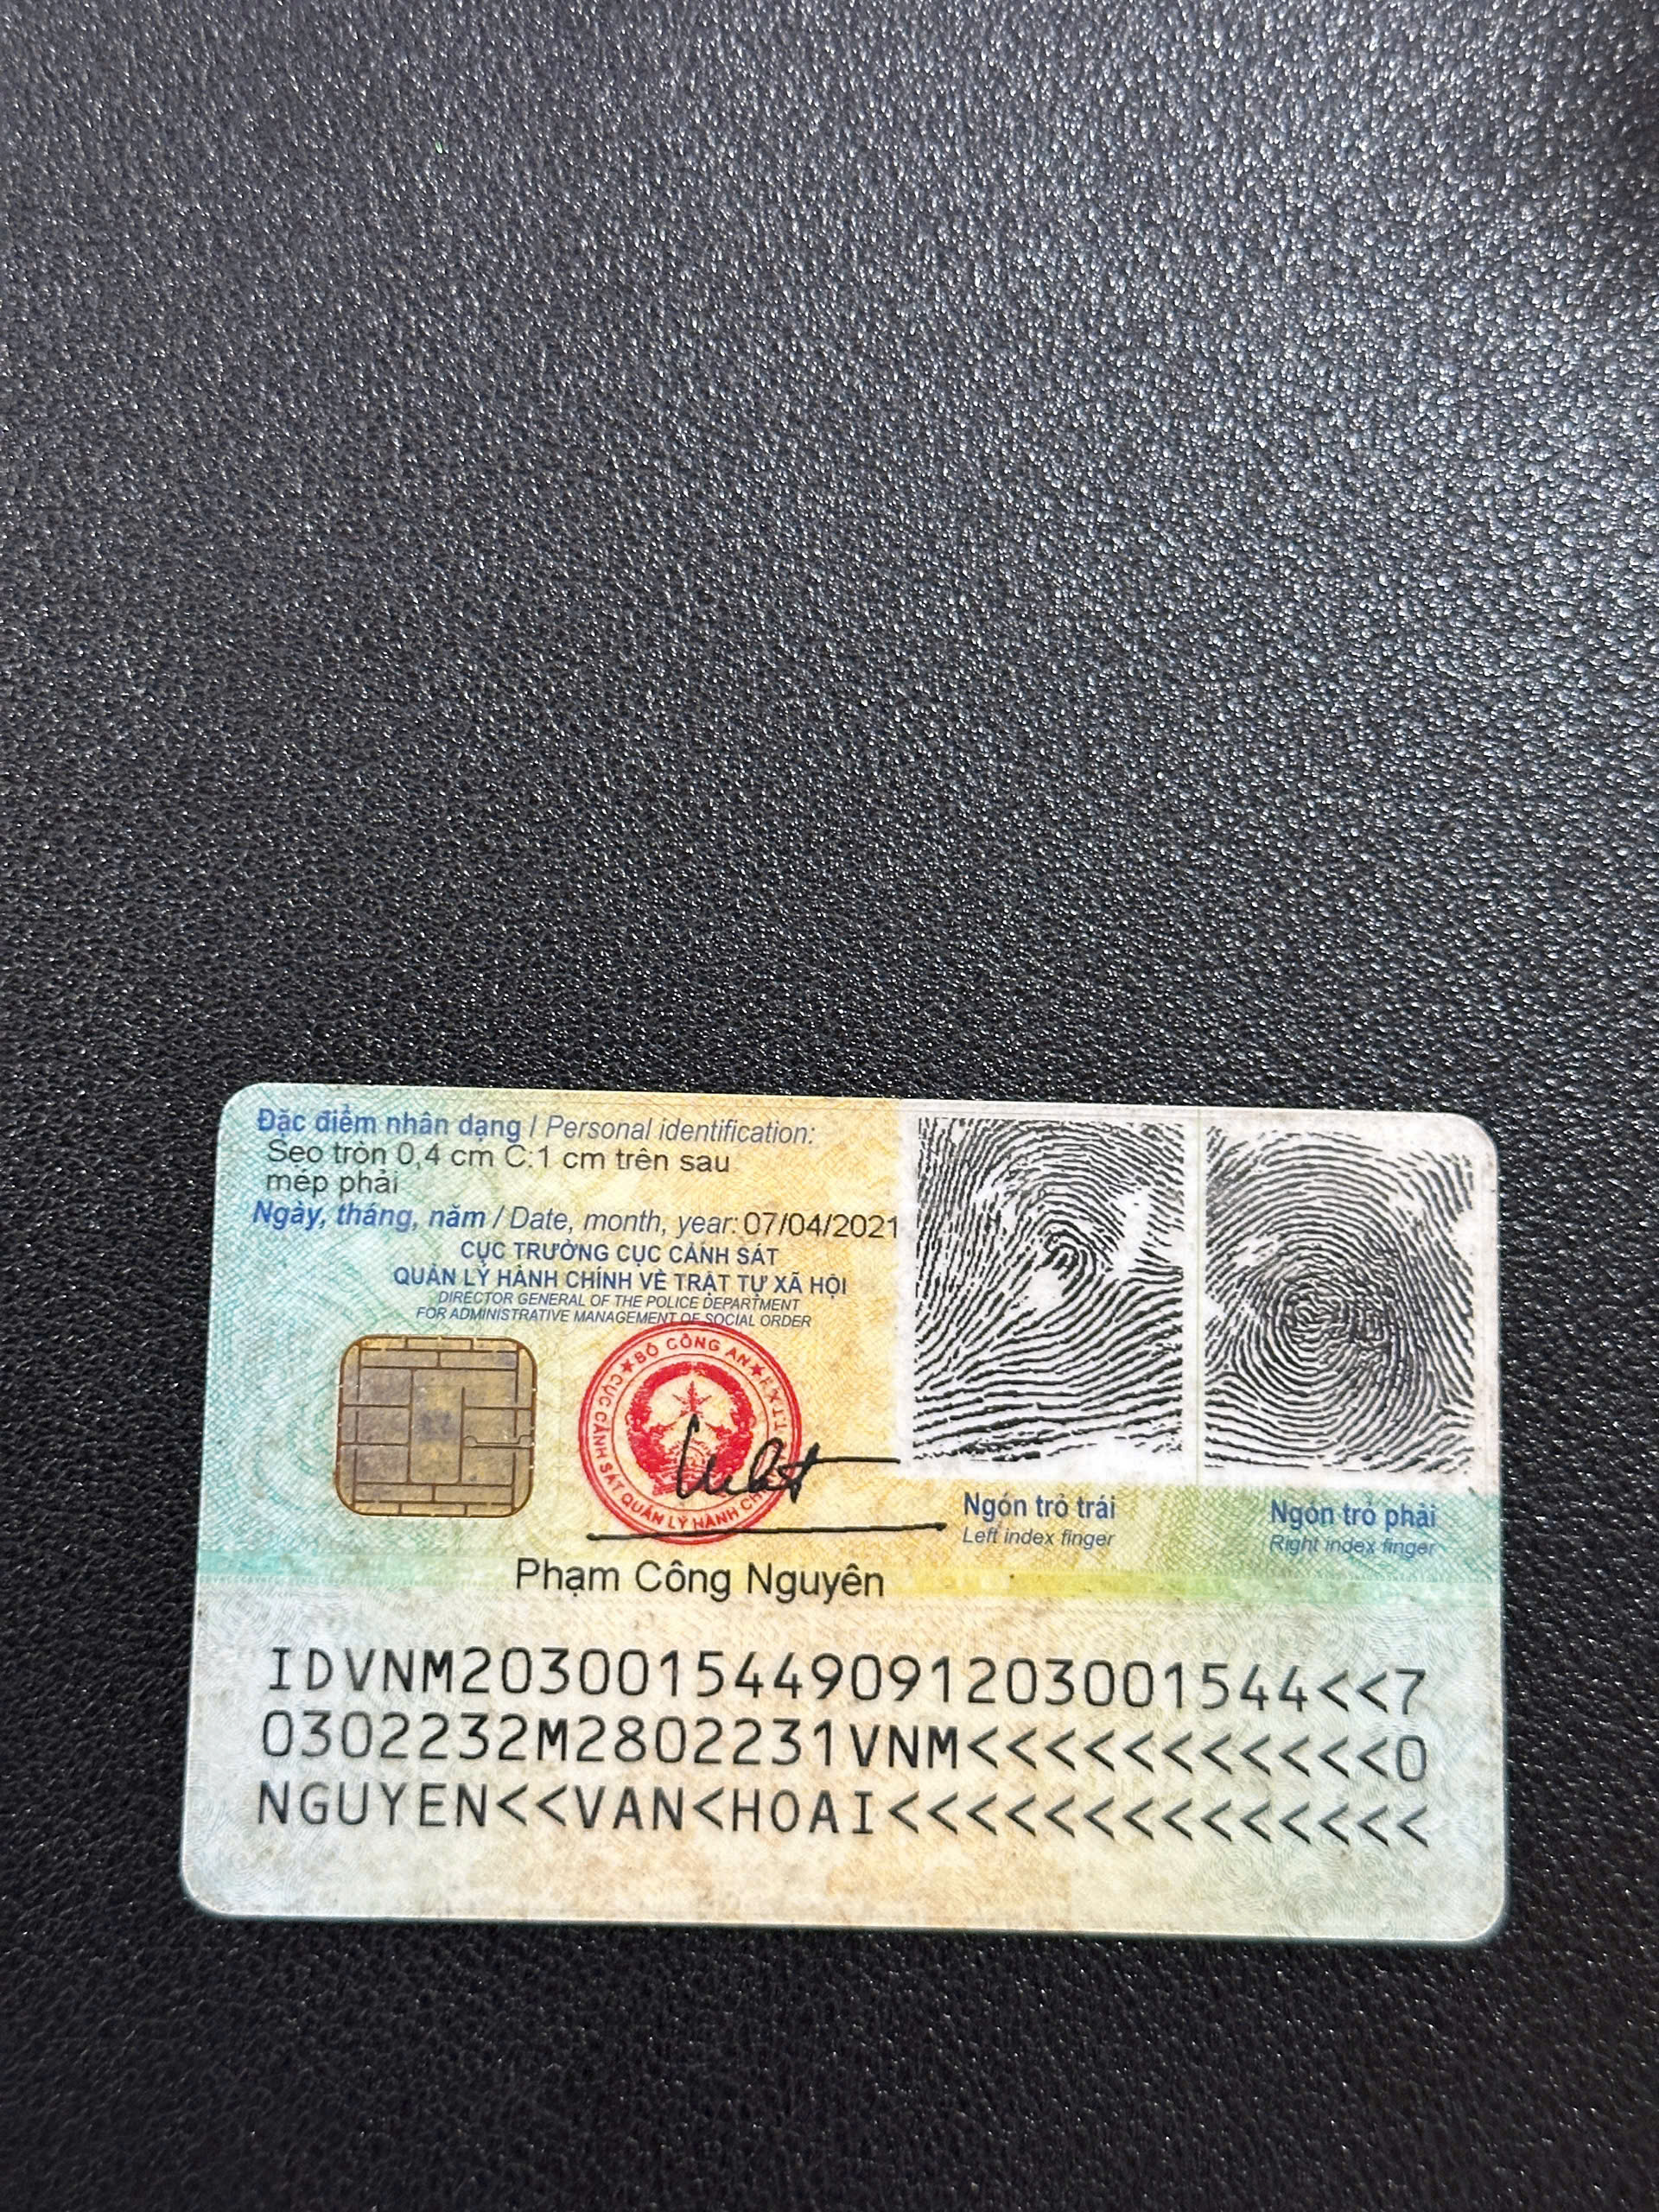 Đặc điểm nhân dạng / Personal identification:
Sẹo tròn 0,4 cm C:1 cm trên sau
mép phải
Ngày, tháng, năm / Date, month, year: 07/04/2021
CỤC TRƯỞNG CỤC CẢNH SÁT
QUẢN LÝ HÀNH CHÍNH VỀ TRẬT TỰ XÃ HỘI
DIRECTOR GENERAL OF THE POLICE DEPARTMENT
FOR ADMINISTRATIVE MANAGEMENT OF SOCIAL ORDER
BỘ CÔNG AN
CỤC CẢNH SÁT QUẢN LÝ HÀNH CH
Ngón trỏ trái
Left index finger
Ngón trỏ phải
Right index finger
Phạm Công Nguyên
IDVNM2030015449091203001544<<7
0302232M2802231VNM<<<<<<<<<<<0
NGUYEN<<VAN<HOAI<<<<<<<<<<<<<<